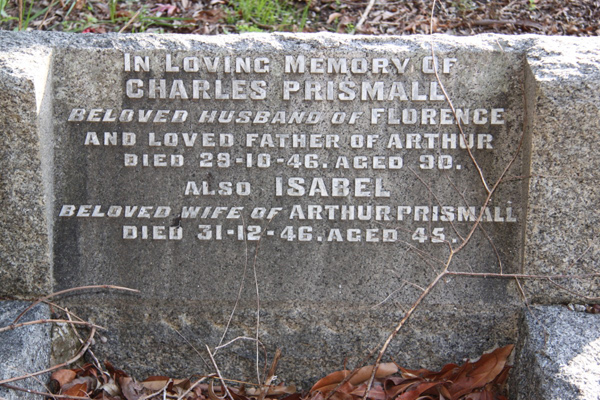 IN LOVING MEMORY OF
CHARLES PRISMALL
BELOVED HUSBAND OF FLORENCE
AND LOVED FATHER OF ARTHUR
DIED 29-10-46. AGED 90.
ALSO ISABEL
BELOVED WIFE OF ARTHUR PRISMALL
DIED 31-12-46. AGED 45.